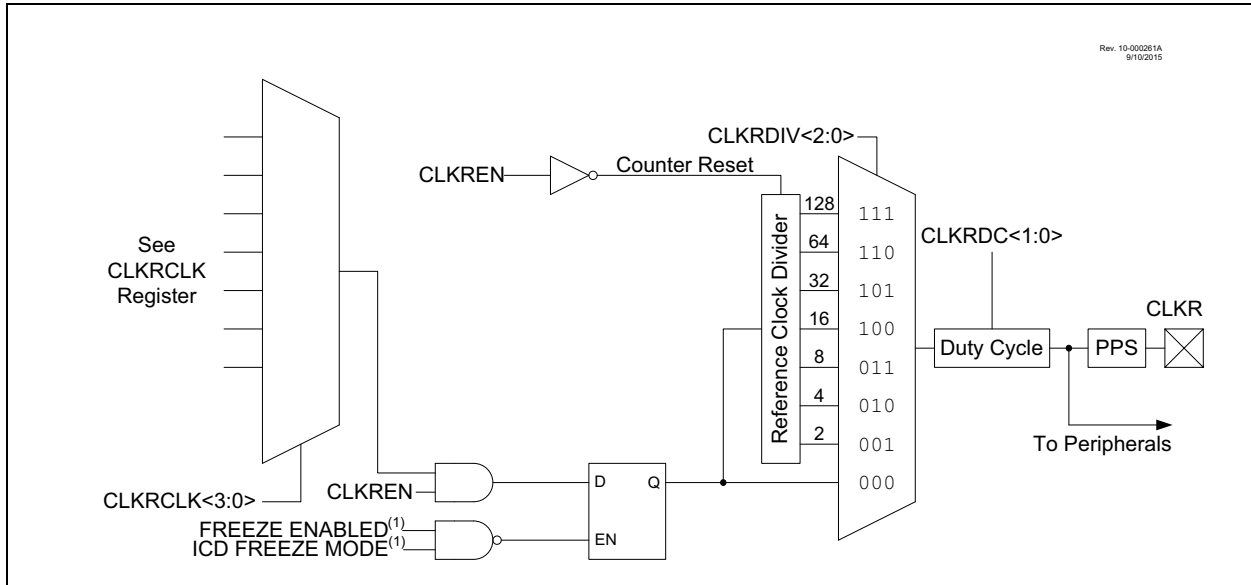 Rev. 10-000261A
9/10/2015
See
CLKRCLK
Register
CLKRCLK<3:0>
CLKREN
Counter Reset
CLKRDIV<2:0>
Reference Clock Divider
128
64
32
16
8
4
2
111
110
101
100
011
010
001
000
CLKRDC<1:0>
Duty Cycle
PPS
CLKR
To Peripherals
CLKREN
FREEZE ENABLED(1)
ICD FREEZE MODE(1)
D
Q
EN